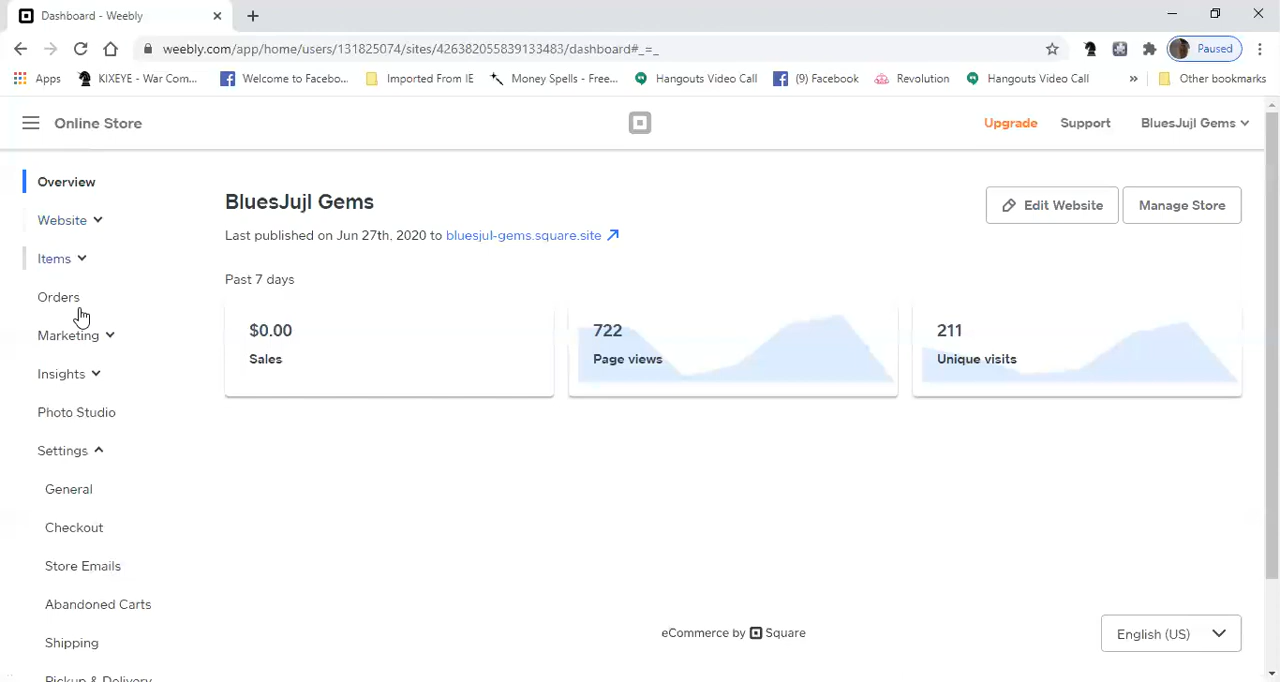 Dashboard - Weebly
weebly.com/app/home/users/131825074/sites/426382055839133483/dashboard#_=_
Paused
Apps
KIXEYE - War Com...
Welcome to Facebo...
Imported From IE
Money Spells - Free...
Hangouts Video Call
(9) Facebook
Revolution
Hangouts Video Call
»
Other bookmarks
Online Store
Upgrade
Support
BluesJujl Gems
Overview
Website
Items
Orders
Marketing
Insights
Photo Studio
Settings
General
Checkout
Store Emails
Abandoned Carts
Shipping
Pickup & Delivery
BluesJujl Gems
Edit Website
Manage Store
Last published on Jun 27th, 2020 to bluesjul-gems.square.site
Past 7 days
$0.00
Sales
722
Page views
211
Unique visits
eCommerce by Square
English (US)